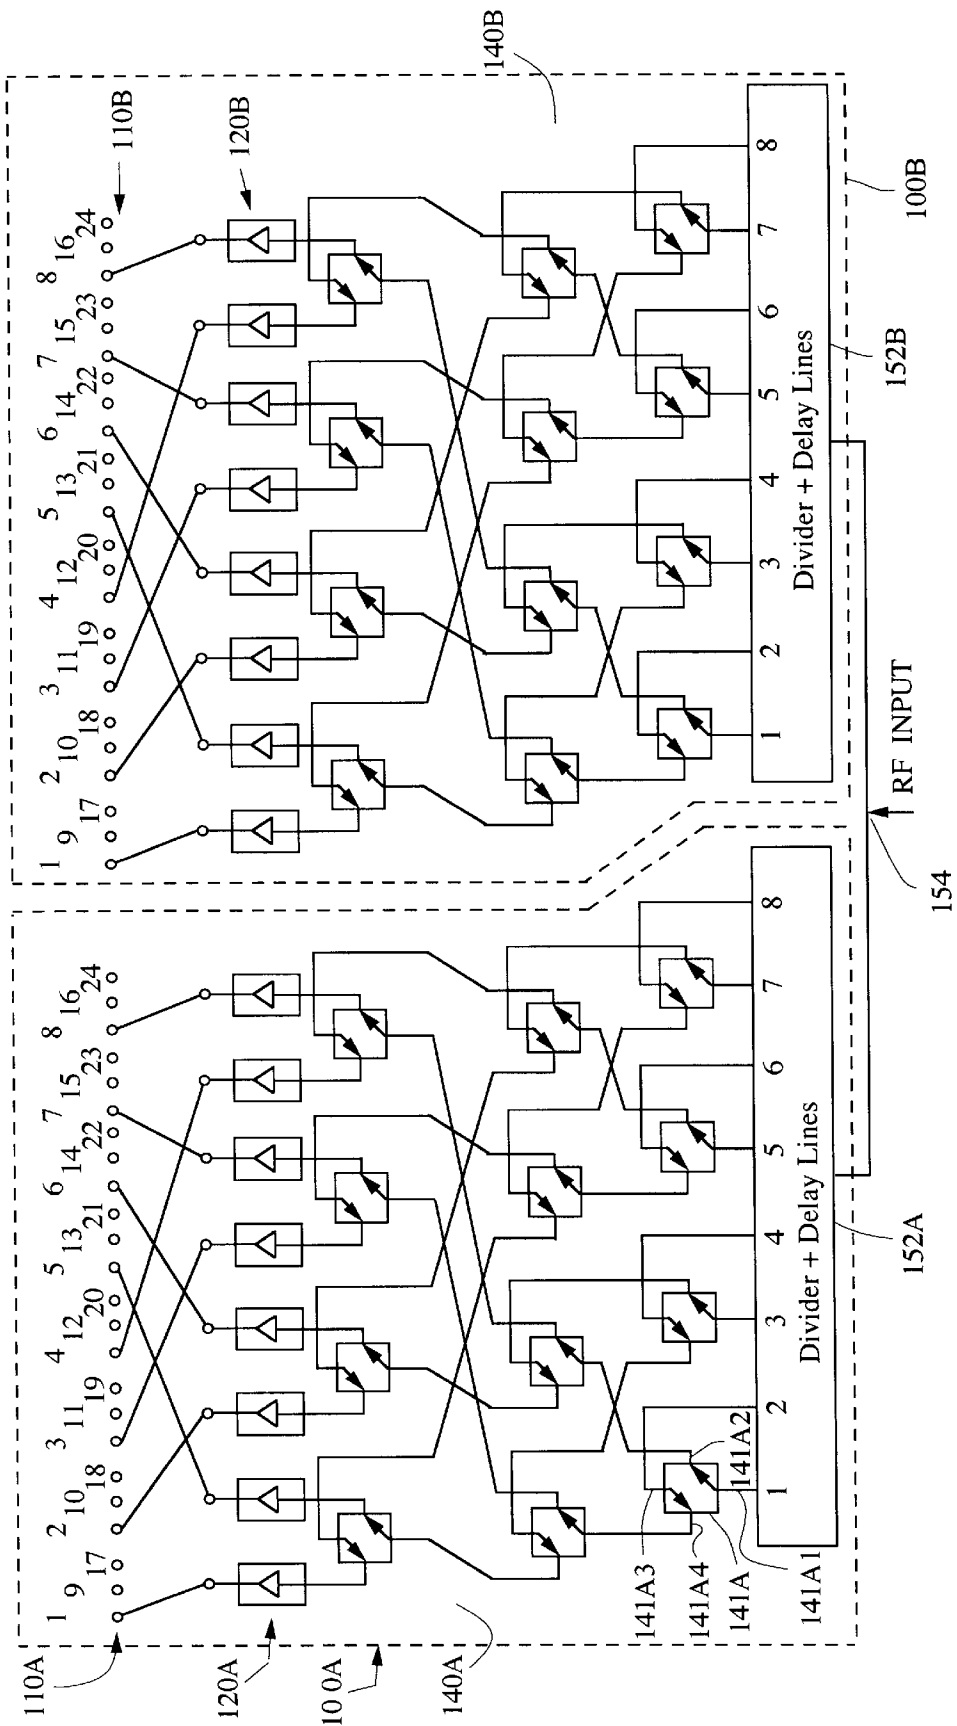 110A
1 9 17 2 10 18 3 11 19 4 12 20 5 13 21 6 14 22 7 15 23 8 16 24
1 9 17 2 10 18 3 11 19 4 12 20 5 13 21 6 14 22 7 15 23 8 16 24
110B
120A
120B
10 0A
140A
140B
141A3
141A4
141A
141A1
141A2
1 2 3 4 5 6 7 8
Divider + Delay Lines
152A
1 2 3 4 5 6 7 8
Divider + Delay Lines
152B
100B
154
RF INPUT